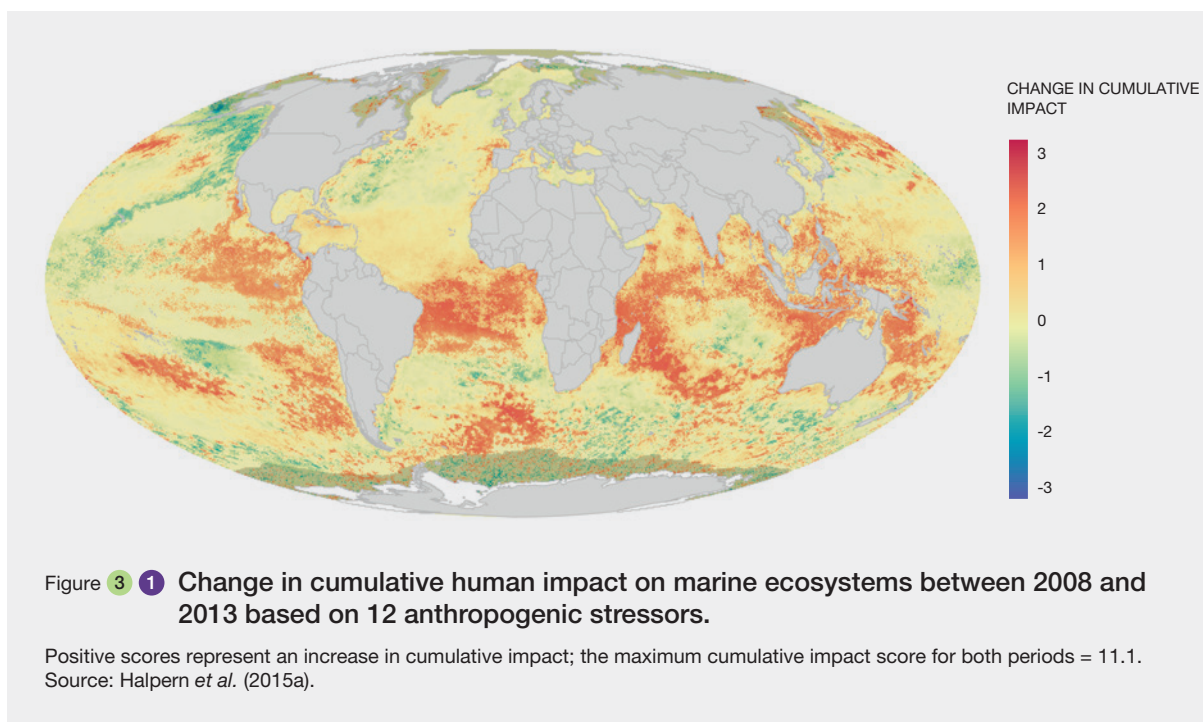 CHANGE IN CUMULATIVE
IMPACT
3
2
1
0
-1
-2
-3
Figure 3 1 Change in cumulative human impact on marine ecosystems between 2008 and
2013 based on 12 anthropogenic stressors.
Positive scores represent an increase in cumulative impact; the maximum cumulative impact score for both periods = 11.1.
Source: Halpern et al. (2015a).